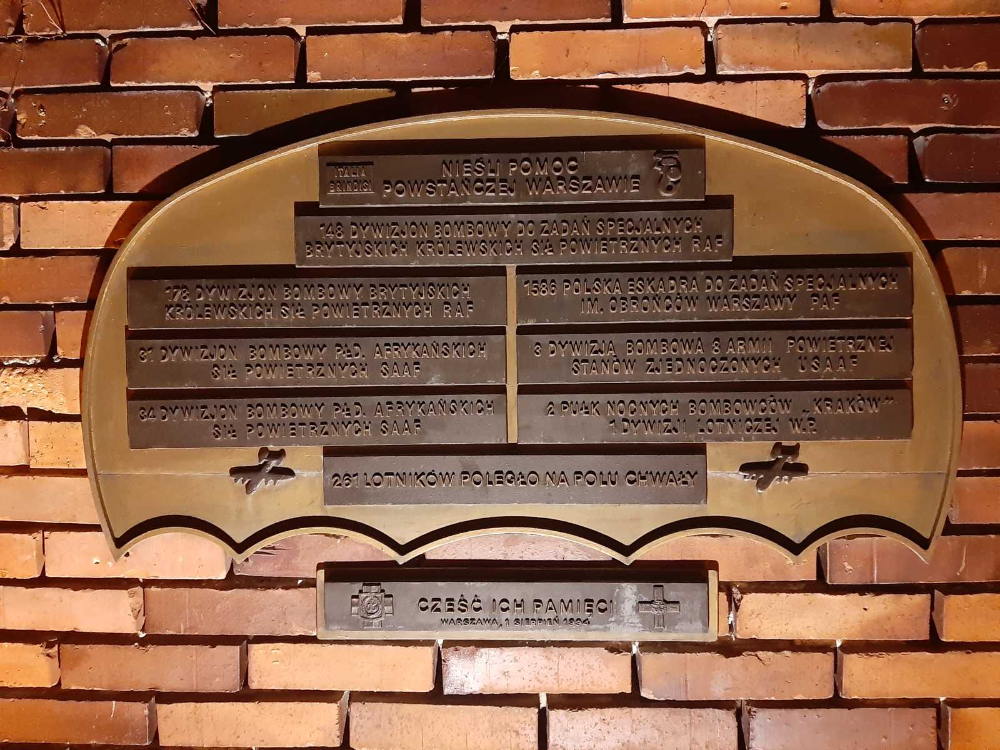 ITALIA
BRINDISI
NIEŚLI POMOC
POWSTAŃCZEJ WARSZAWIE
148 DYWIZJON BOMBOWY DO ZADAŃ SPECJALNYCH
BRYTYJSKICH KRÓLEWSKICH SIŁ POWIETRZNYCH RAF
178 DYWIZJON BOMBOWY BRYTYJSKICH
KRÓLEWSKICH SIŁ POWIETRZNYCH RAF
1586 POLSKA ESKADRA DO ZADAŃ SPECJALNYCH
IM. OBROŃCÓW WARSZAWY PAF
31 DYWIZJON BOMBOWY PŁD. AFRYKAŃSKICH
SIŁ POWIETRZNYCH SAAF
3 DYWIZJA BOMBOWA 8 ARMII POWIETRZNEJ
STANÓW ZJEDNOCZONYCH USAAF
34 DYWIZJON BOMBOWY PŁD. AFRYKAŃSKICH
SIŁ POWIETRZNYCH SAAF
2 PUŁK NOCNYCH BOMBOWCÓW „KRAKÓW"
1 DYWIZJI LOTNICZEJ W.P.
261 LOTNIKÓW POLEGŁO NA POLU CHWAŁY
CZEŚĆ ICH PAMIĘCI
WARSZAWA, 1 SIERPIEŃ 1994